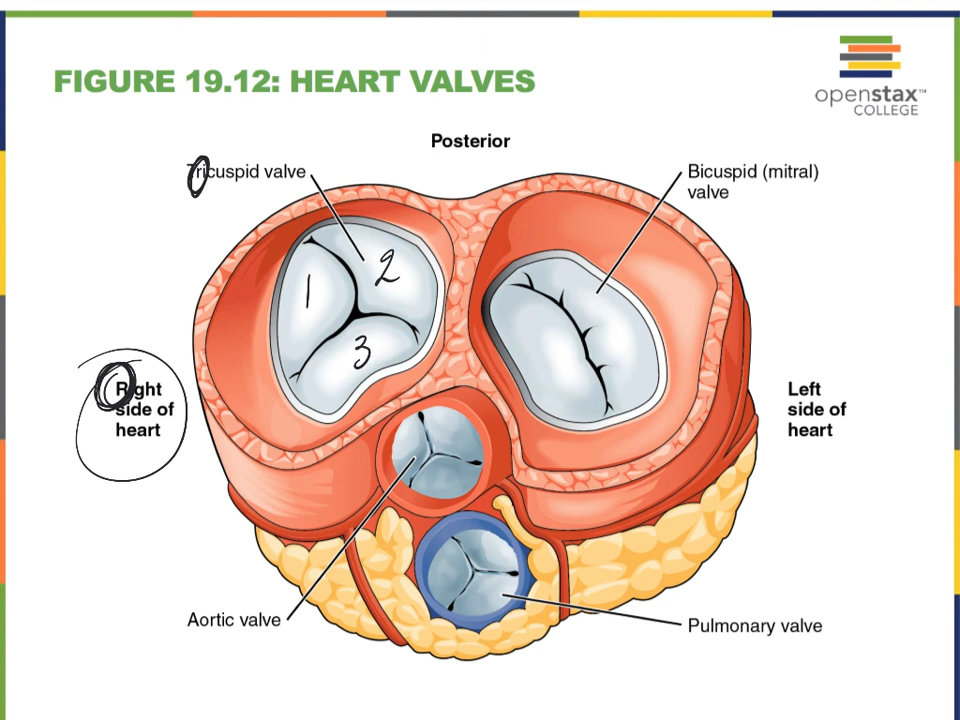 FIGURE 19.12: HEART VALVES
openstax™
COLLEGE
Posterior
Tricuspid valve
Bicuspid (mitral)
valve
1
2
3
Right
side of
heart
Left
side of
heart
Aortic valve
Pulmonary valve